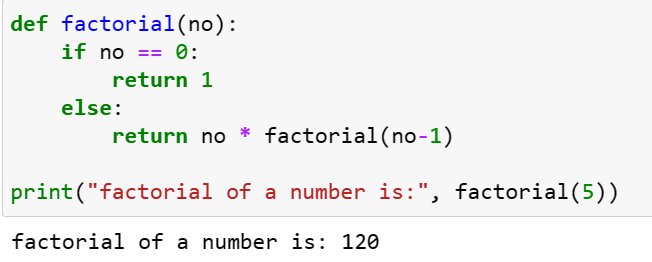 def factorial(no):
    if no == 0:
        return 1
    else:
        return no * factorial(no-1)

print("factorial of a number is:", factorial(5))
factorial of a number is: 120